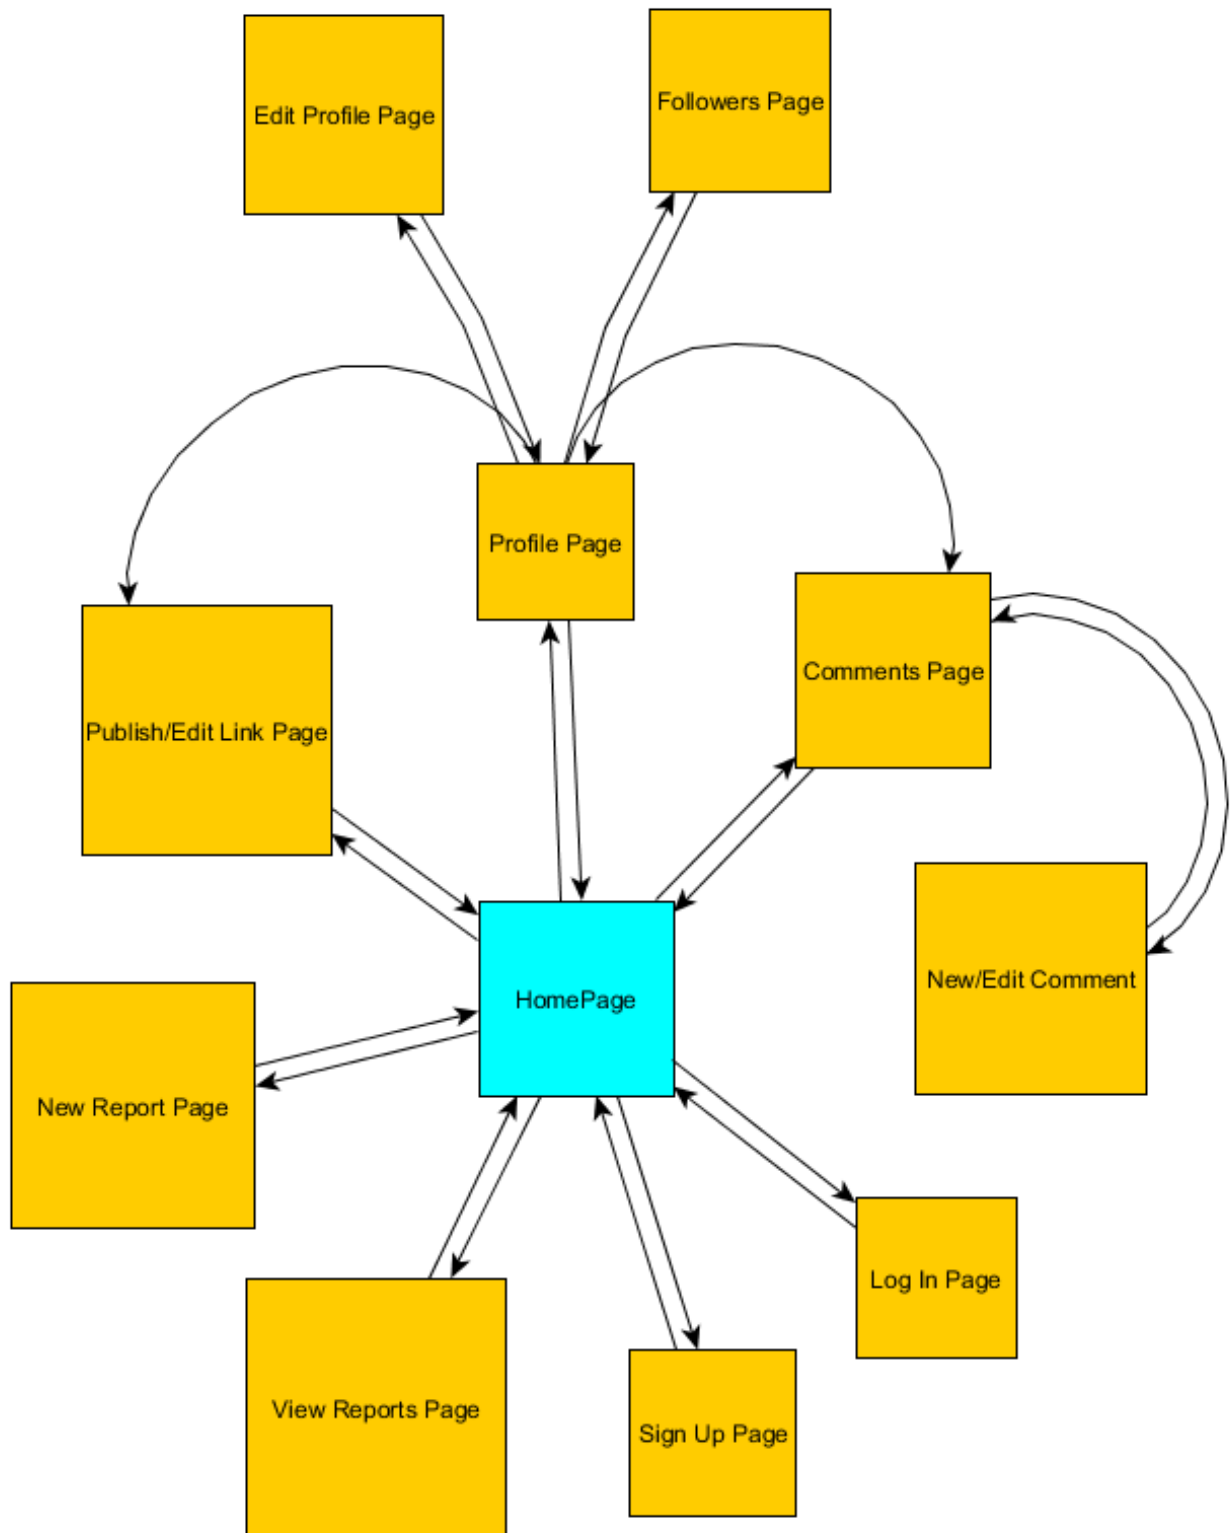 Followers Page
Edit Profile Page
Profile Page
Comments Page
Publish/Edit Link Page
New/Edit Comment
HomePage
New Report Page
Log In Page
View Reports Page
Sign Up Page